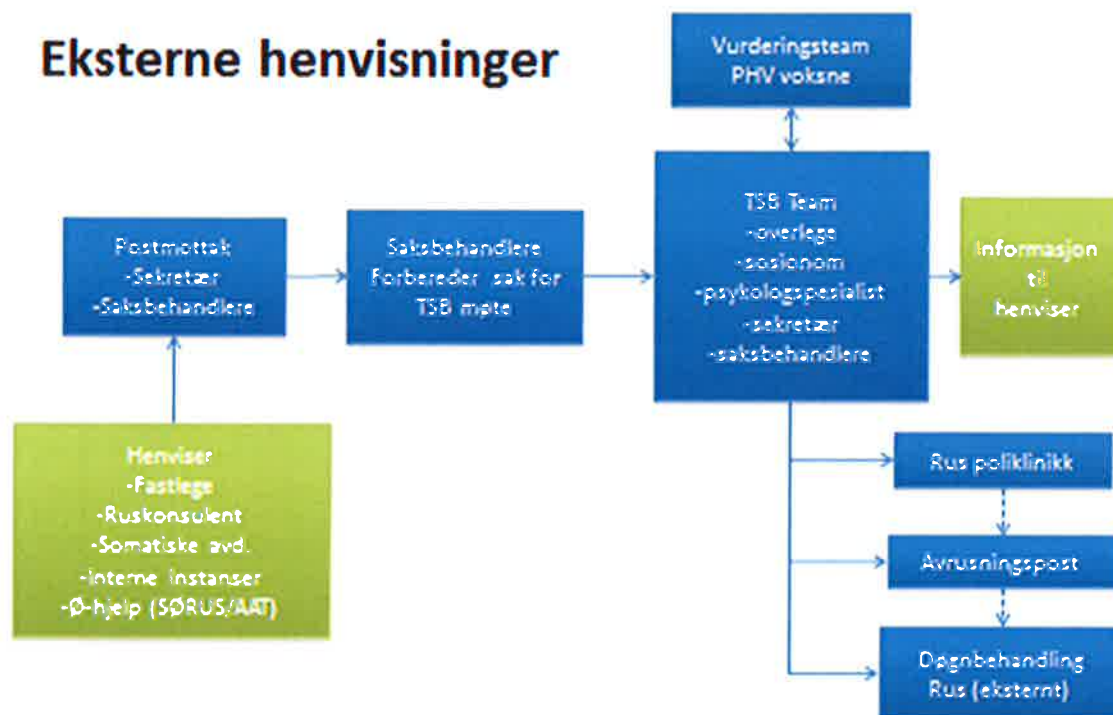 Eksterne henvisninger
Vurderingsteam
PHV voksne
Postmottak
-Sekretær
-Saksbehandlere
Saksbehandlere
Forbereder sak for
TSB møte
TSB Team
-overlege
-sosionom
-psykologspesialist
-sekretær
-saksbehandlere
Informasjon
til
henviser
Henviser
-Fastlege
-Ruskonsulent
-Somatiske avd.
-interne instanser
-Ø-hjelp (SØRUS/AAT)
Rus poliklinikk
Avrusningspost
Døgnbehandling
Rus (eksternt)